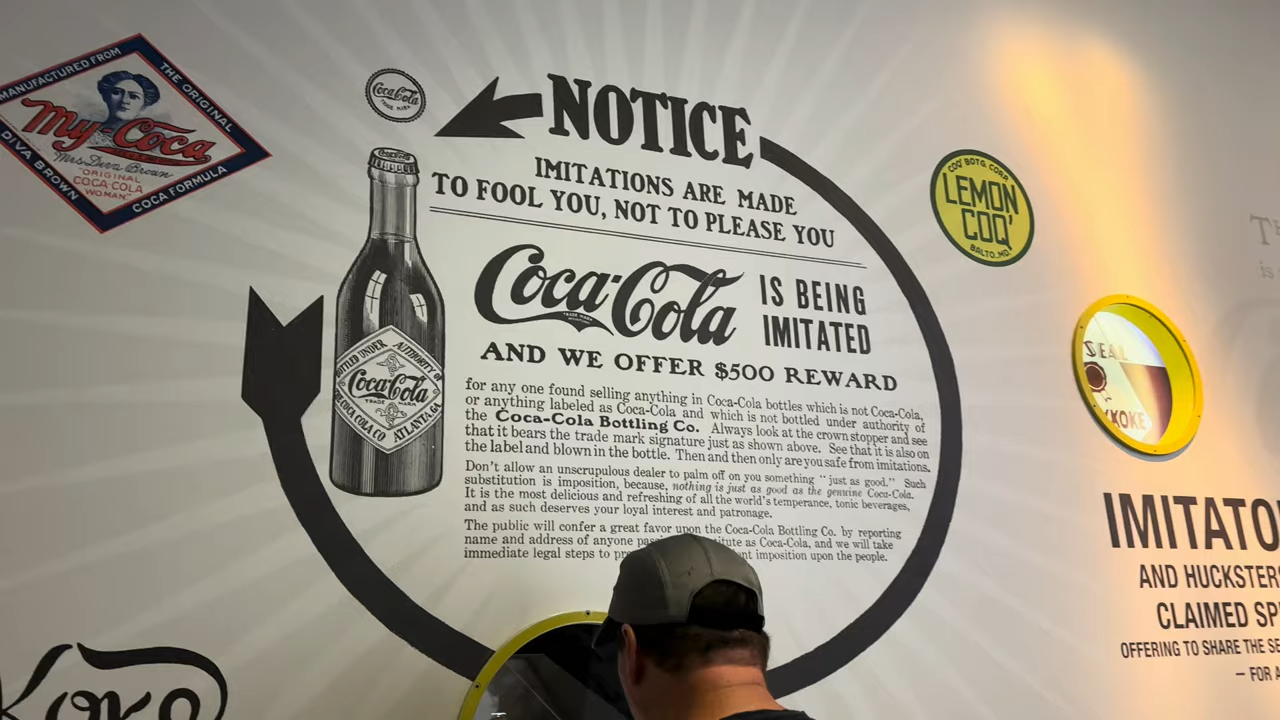 MANUFACTURED FROM
THE ORIGINAL
My-Coca
Mrs Diva Brown
"ORIGINAL
COCA-COLA
WOMAN"
DIVA BROWN
COCA FORMULA
Coca-Cola
TRADE MARK
NOTICE
IMITATIONS ARE MADE
TO FOOL YOU, NOT TO PLEASE YOU
Coca-Cola
TRADE MARK
IS BEING
IMITATED
AND WE OFFER $500 REWARD
for any one found selling anything in Coca-Cola bottles which is not Coca-Cola,
or anything labeled as Coca-Cola and which is not bottled under authority of
the Coca-Cola Bottling Co. Always look at the crown stopper and see
that it bears the trade mark signature just as shown above. See that it is also on
the label and blown in the bottle. Then and then only are you safe from imitations.
Don't allow an unscrupulous dealer to palm off on you something "just as good." Such
substitution is imposition, because, nothing is just as good as the genuine Coca-Cola.
It is the most delicious and refreshing of all the world's temperance, tonic beverages,
and as such deserves your loyal interest and patronage.
The public will confer a great favor upon the Coca-Cola Bottling Co. by reporting
name and address of anyone as Coca-Cola, and we will take
immediate legal steps to imposition upon the people.
BOTTLED UNDER
AUTHORITY OF
Coca-Cola
TRADE MARK
COCA COLA CO
ATLANTA, GA
COQ' BOTG. CORP.
LEMON
COQ'
BALTO., MD.
SEAL
KOKE
IMITATO
AND HUCKSTERS
CLAIMED SP
OFFERING TO SHARE THE SE
– FOR A
is
Koke